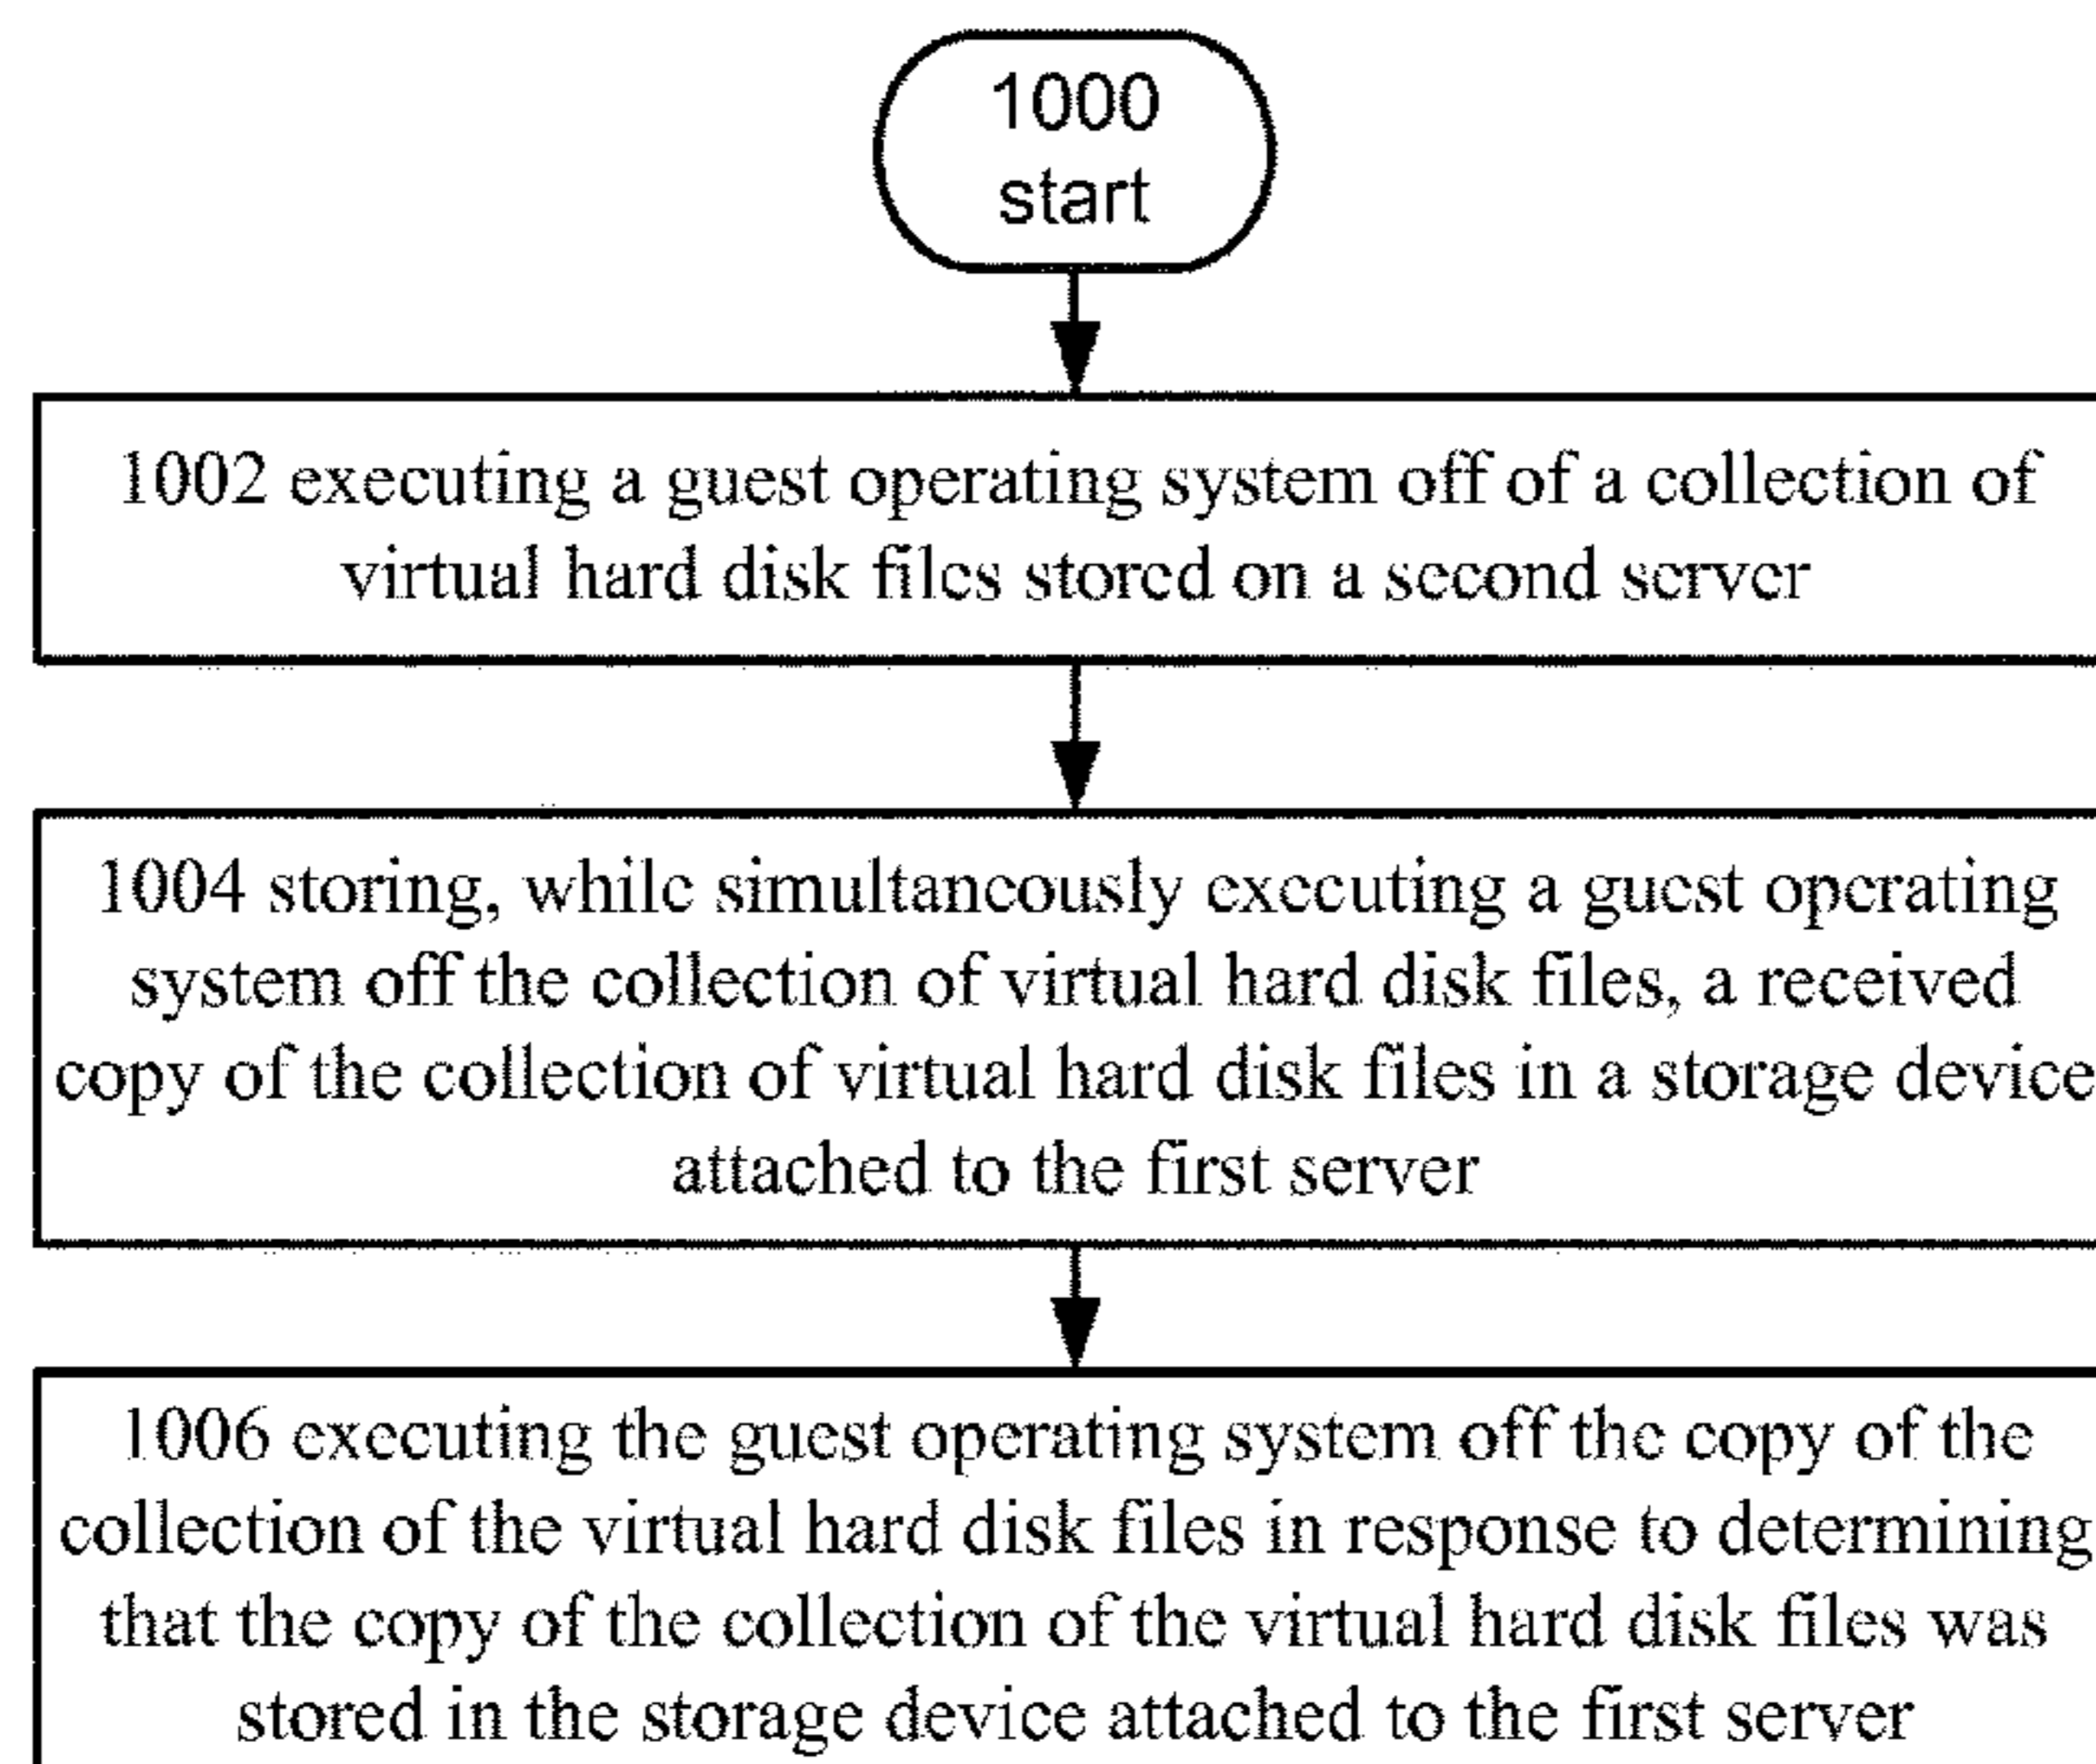 1000
start
1002 executing a guest operating system off of a collection of
virtual hard disk files stored on a second server
1004 storing, while simultaneously executing a guest operating
system off the collection of virtual hard disk files, a received
copy of the collection of virtual hard disk files in a storage device
attached to the first server
1006 executing the guest operating system off the copy of the
collection of the virtual hard disk files in response to determining
that the copy of the collection of the virtual hard disk files was
stored in the storage device attached to the first server